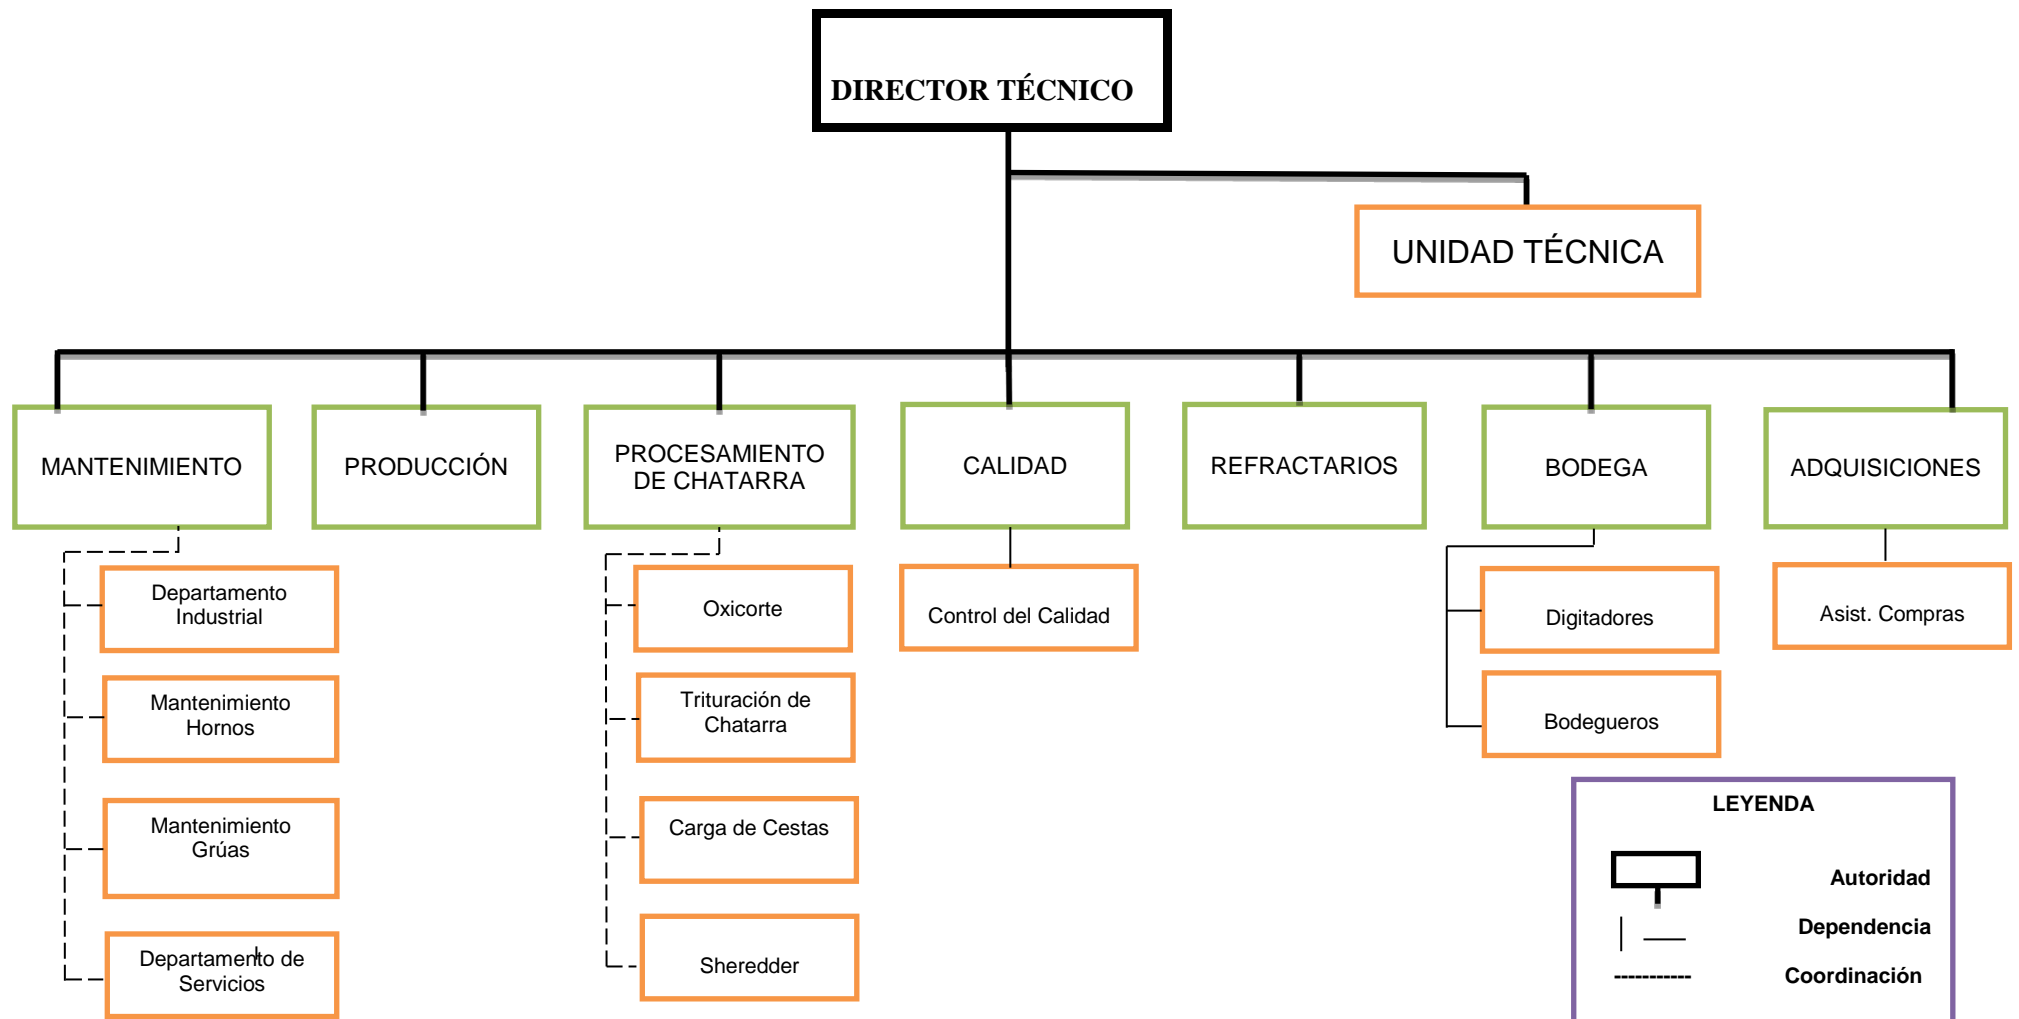 DIRECTOR TÉCNICO
UNIDAD TÉCNICA
MANTENIMIENTO
PRODUCCIÓN
PROCESAMIENTO
DE CHATARRA
CALIDAD
REFRACTARIOS
BODEGA
ADQUISICIONES
Departamento
Industrial
Mantenimiento
Hornos
Mantenimiento
Grúas
Departamento de
Servicios
Oxicorte
Trituración de
Chatarra
Carga de Cestas
Sheredder
Control del Calidad
Digitadores
Bodegueros
Asist. Compras
LEYENDA
Autoridad
Dependencia
Coordinación